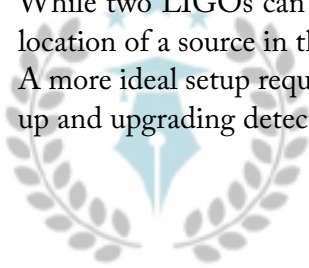 While two LIGOs can
location of a source in th
A more ideal setup requ
up and upgrading detec